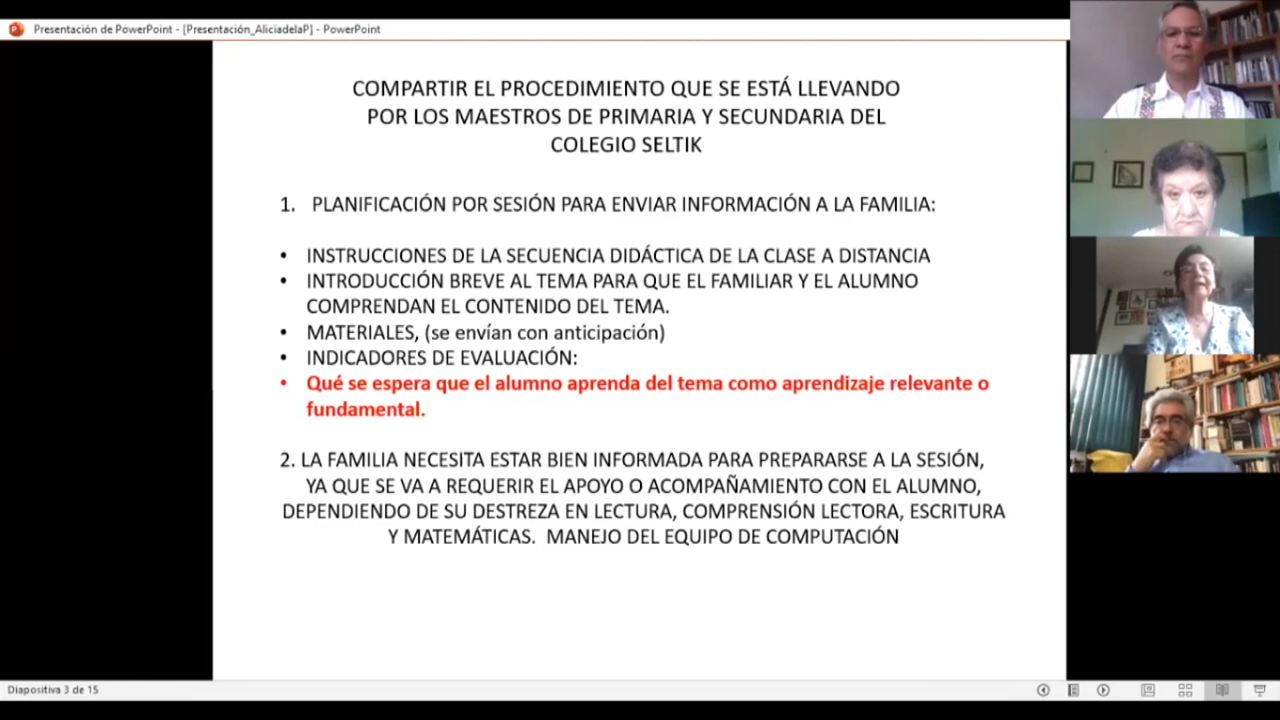 Presentación de PowerPoint - [Presentación_AliciadelaP] - PowerPoint
COMPARTIR EL PROCEDIMIENTO QUE SE ESTÁ LLEVANDO
POR LOS MAESTROS DE PRIMARIA Y SECUNDARIA DEL
COLEGIO SELTIK
1. PLANIFICACIÓN POR SESIÓN PARA ENVIAR INFORMACIÓN A LA FAMILIA:
• INSTRUCCIONES DE LA SECUENCIA DIDÁCTICA DE LA CLASE A DISTANCIA
• INTRODUCCIÓN BREVE AL TEMA PARA QUE EL FAMILIAR Y EL ALUMNO
COMPRENDAN EL CONTENIDO DEL TEMA.
• MATERIALES, (se envían con anticipación)
• INDICADORES DE EVALUACIÓN:
• Qué se espera que el alumno aprenda del tema como aprendizaje relevante o
fundamental.
2. LA FAMILIA NECESITA ESTAR BIEN INFORMADA PARA PREPARARSE A LA SESIÓN,
YA QUE SE VA A REQUERIR EL APOYO O ACOMPAÑAMIENTO CON EL ALUMNO,
DEPENDIENDO DE SU DESTREZA EN LECTURA, COMPRENSIÓN LECTORA, ESCRITURA
Y MATEMÁTICAS. MANEJO DEL EQUIPO DE COMPUTACIÓN
Diapositiva 3 de 15